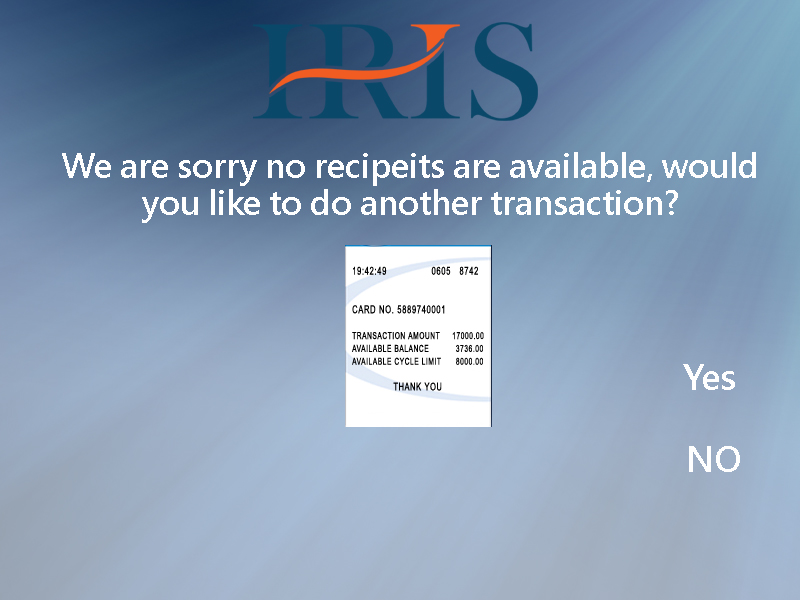 IRIS
We are sorry no recipeits are available, would
you like to do another transaction?
19:42:49 0605 8742
CARD NO. 5889740001
TRANSACTION AMOUNT 17000.00
AVAILABLE BALANCE 3736.00
AVAILABLE CYCLE LIMIT 8000.00
THANK YOU
Yes
NO